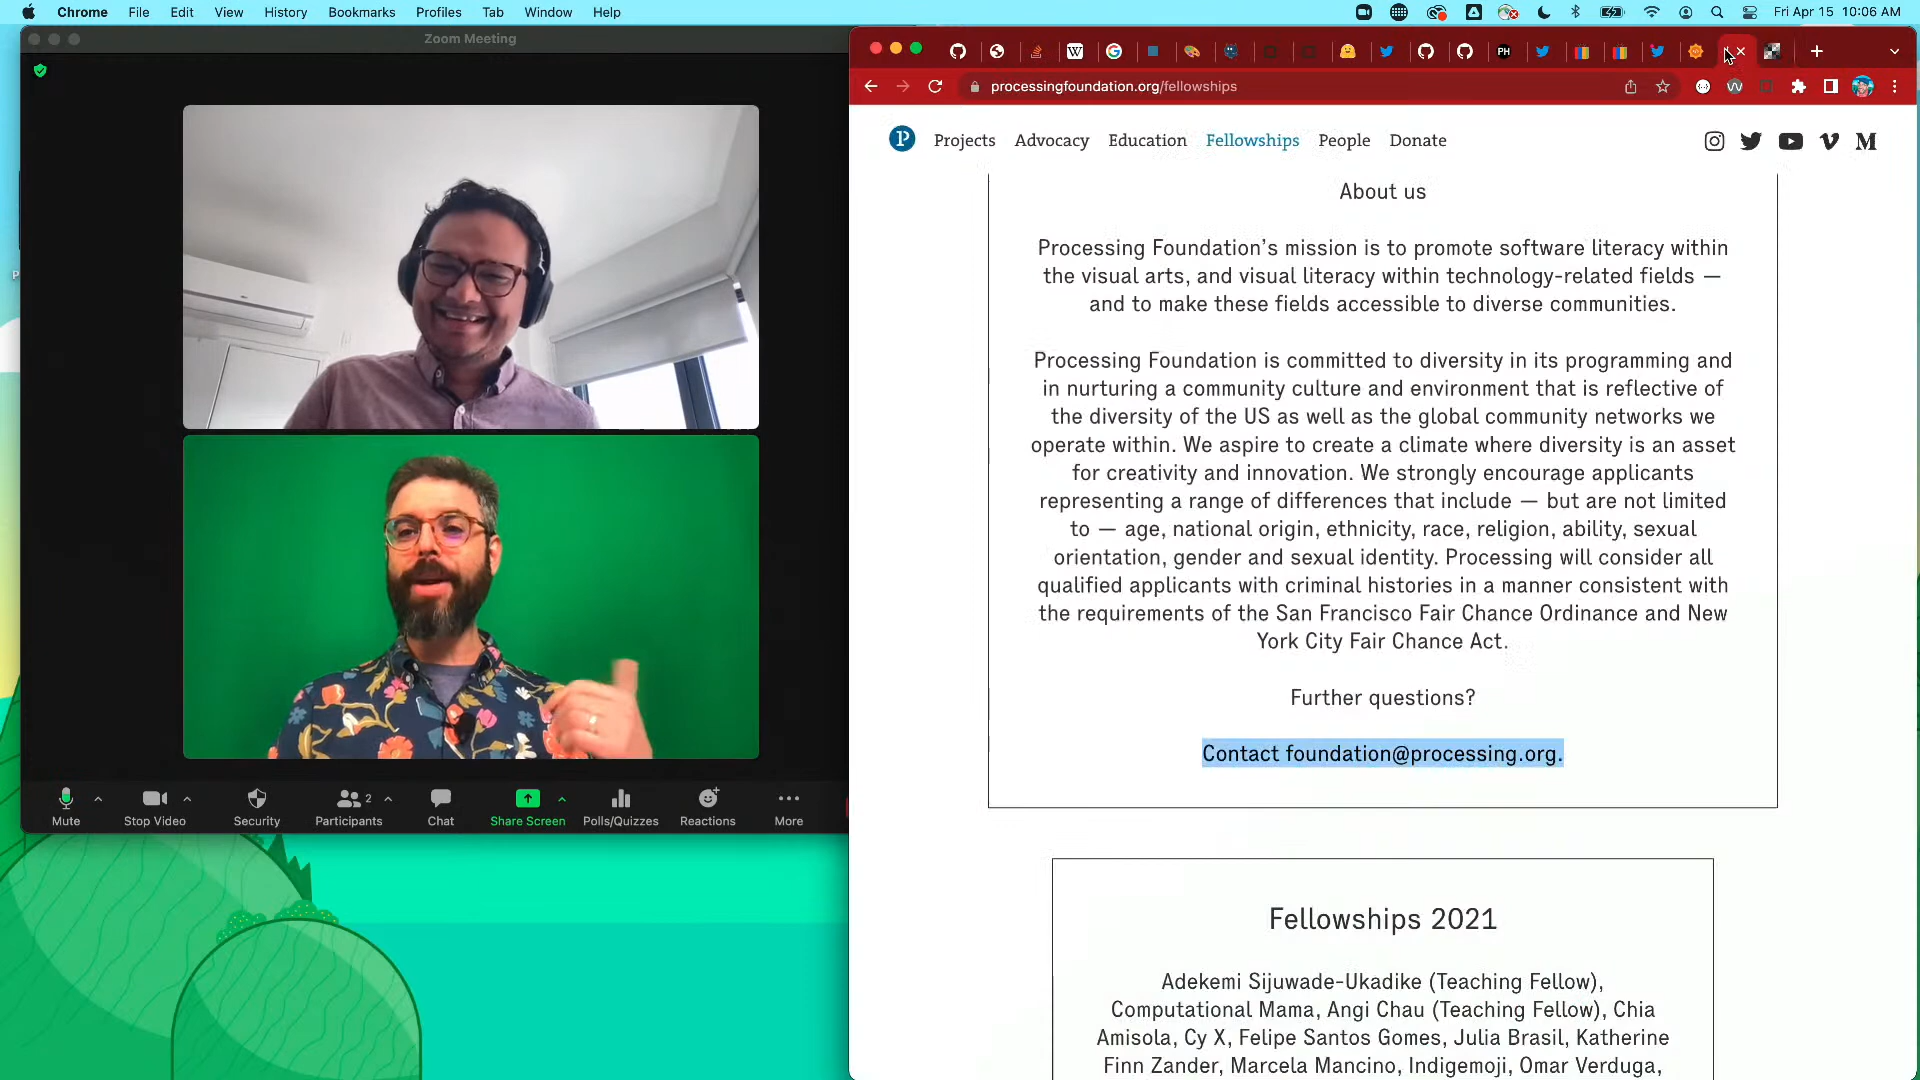 Chrome File Edit View History Bookmarks Profiles Tab Window Help
Fri Apr 15 10:06 AM
Zoom Meeting
Mute
Stop Video
Security
Participants
2
Chat
Share Screen
Polls/Quizzes
Reactions
More
W
G
PH
processingfoundation.org/fellowships
P
Projects Advocacy Education Fellowships People Donate
About us
Processing Foundation's mission is to promote software literacy within
the visual arts, and visual literacy within technology-related fields —
and to make these fields accessible to diverse communities.
Processing Foundation is committed to diversity in its programming and
in nurturing a community culture and environment that is reflective of
the diversity of the US as well as the global community networks we
operate within. We aspire to create a climate where diversity is an asset
for creativity and innovation. We strongly encourage applicants
representing a range of differences that include — but are not limited
to — age, national origin, ethnicity, race, religion, ability, sexual
orientation, gender and sexual identity. Processing will consider all
qualified applicants with criminal histories in a manner consistent with
the requirements of the San Francisco Fair Chance Ordinance and New
York City Fair Chance Act.
Further questions?
Contact foundation@processing.org.
Fellowships 2021
Adekemi Sijuwade-Ukadike (Teaching Fellow),
Computational Mama, Angi Chau (Teaching Fellow), Chia
Amisola, Cy X, Felipe Santos Gomes, Julia Brasil, Katherine
Finn Zander, Marcela Mancino, Indigemoji, Omar Verduga,